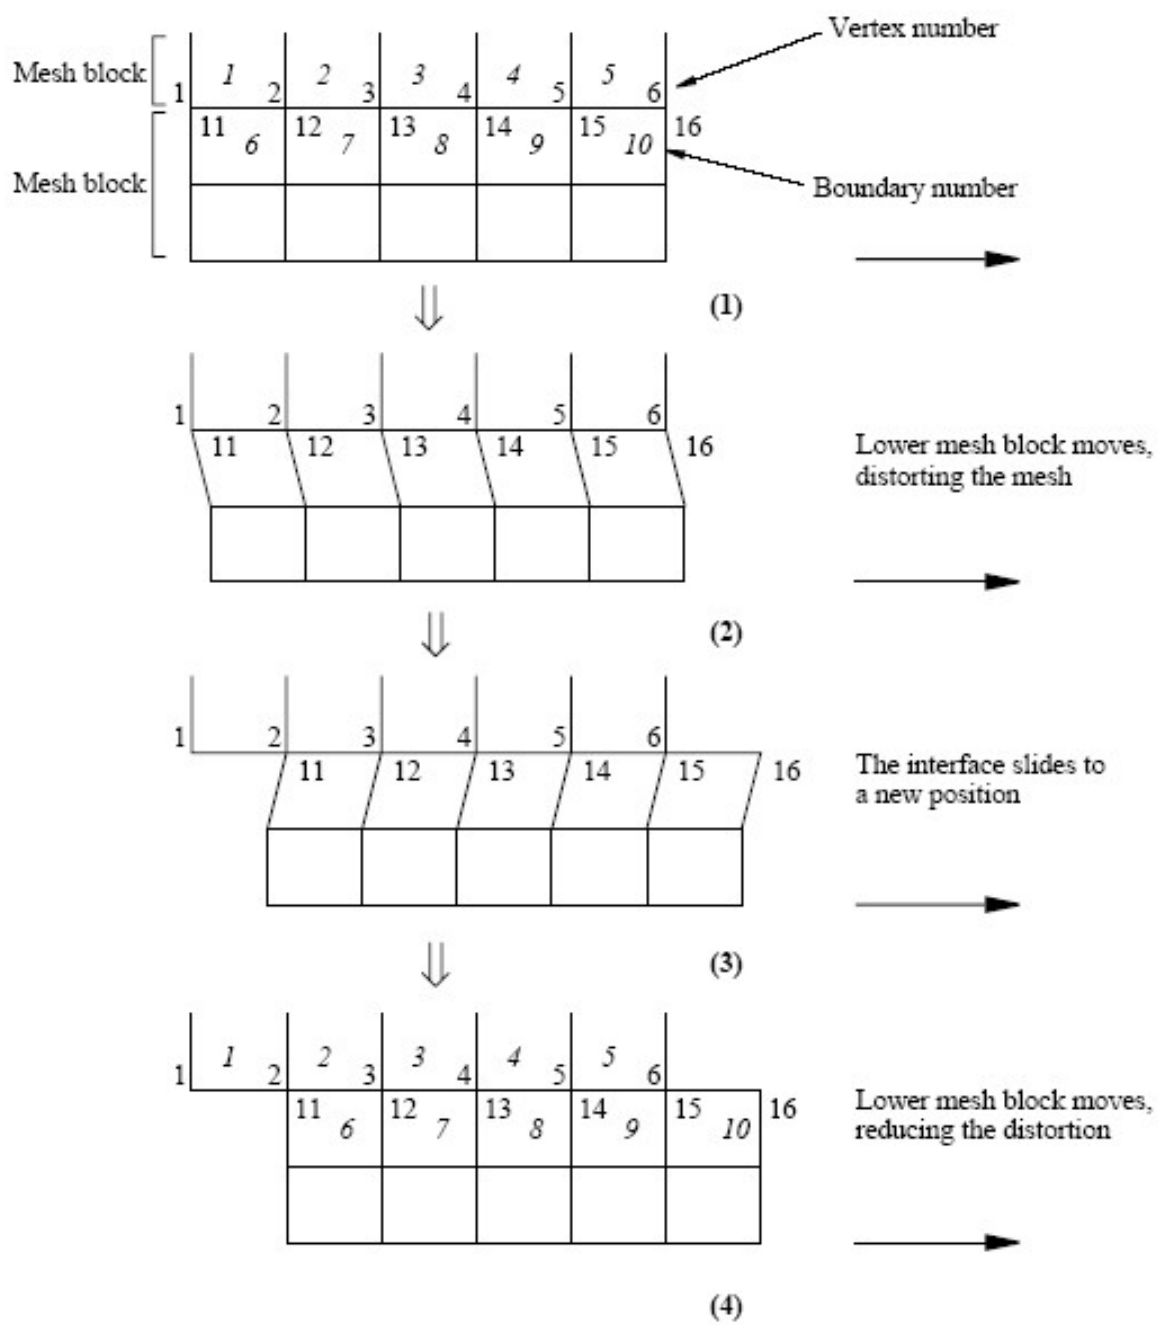 Vertex number
Mesh block
1 1 2 2 3 3 4 4 5 5 6
11 6 12 7 13 8 14 9 15 10 16
Mesh block
Boundary number
(1)
1 2 3 4 5 6
11 12 13 14 15 16
Lower mesh block moves,
distorting the mesh
(2)
1 2 3 4 5 6
11 12 13 14 15 16
The interface slides to
a new position
(3)
1 1 2 2 3 3 4 4 5 5 6
11 6 12 7 13 8 14 9 15 10 16
Lower mesh block moves,
reducing the distortion
(4)